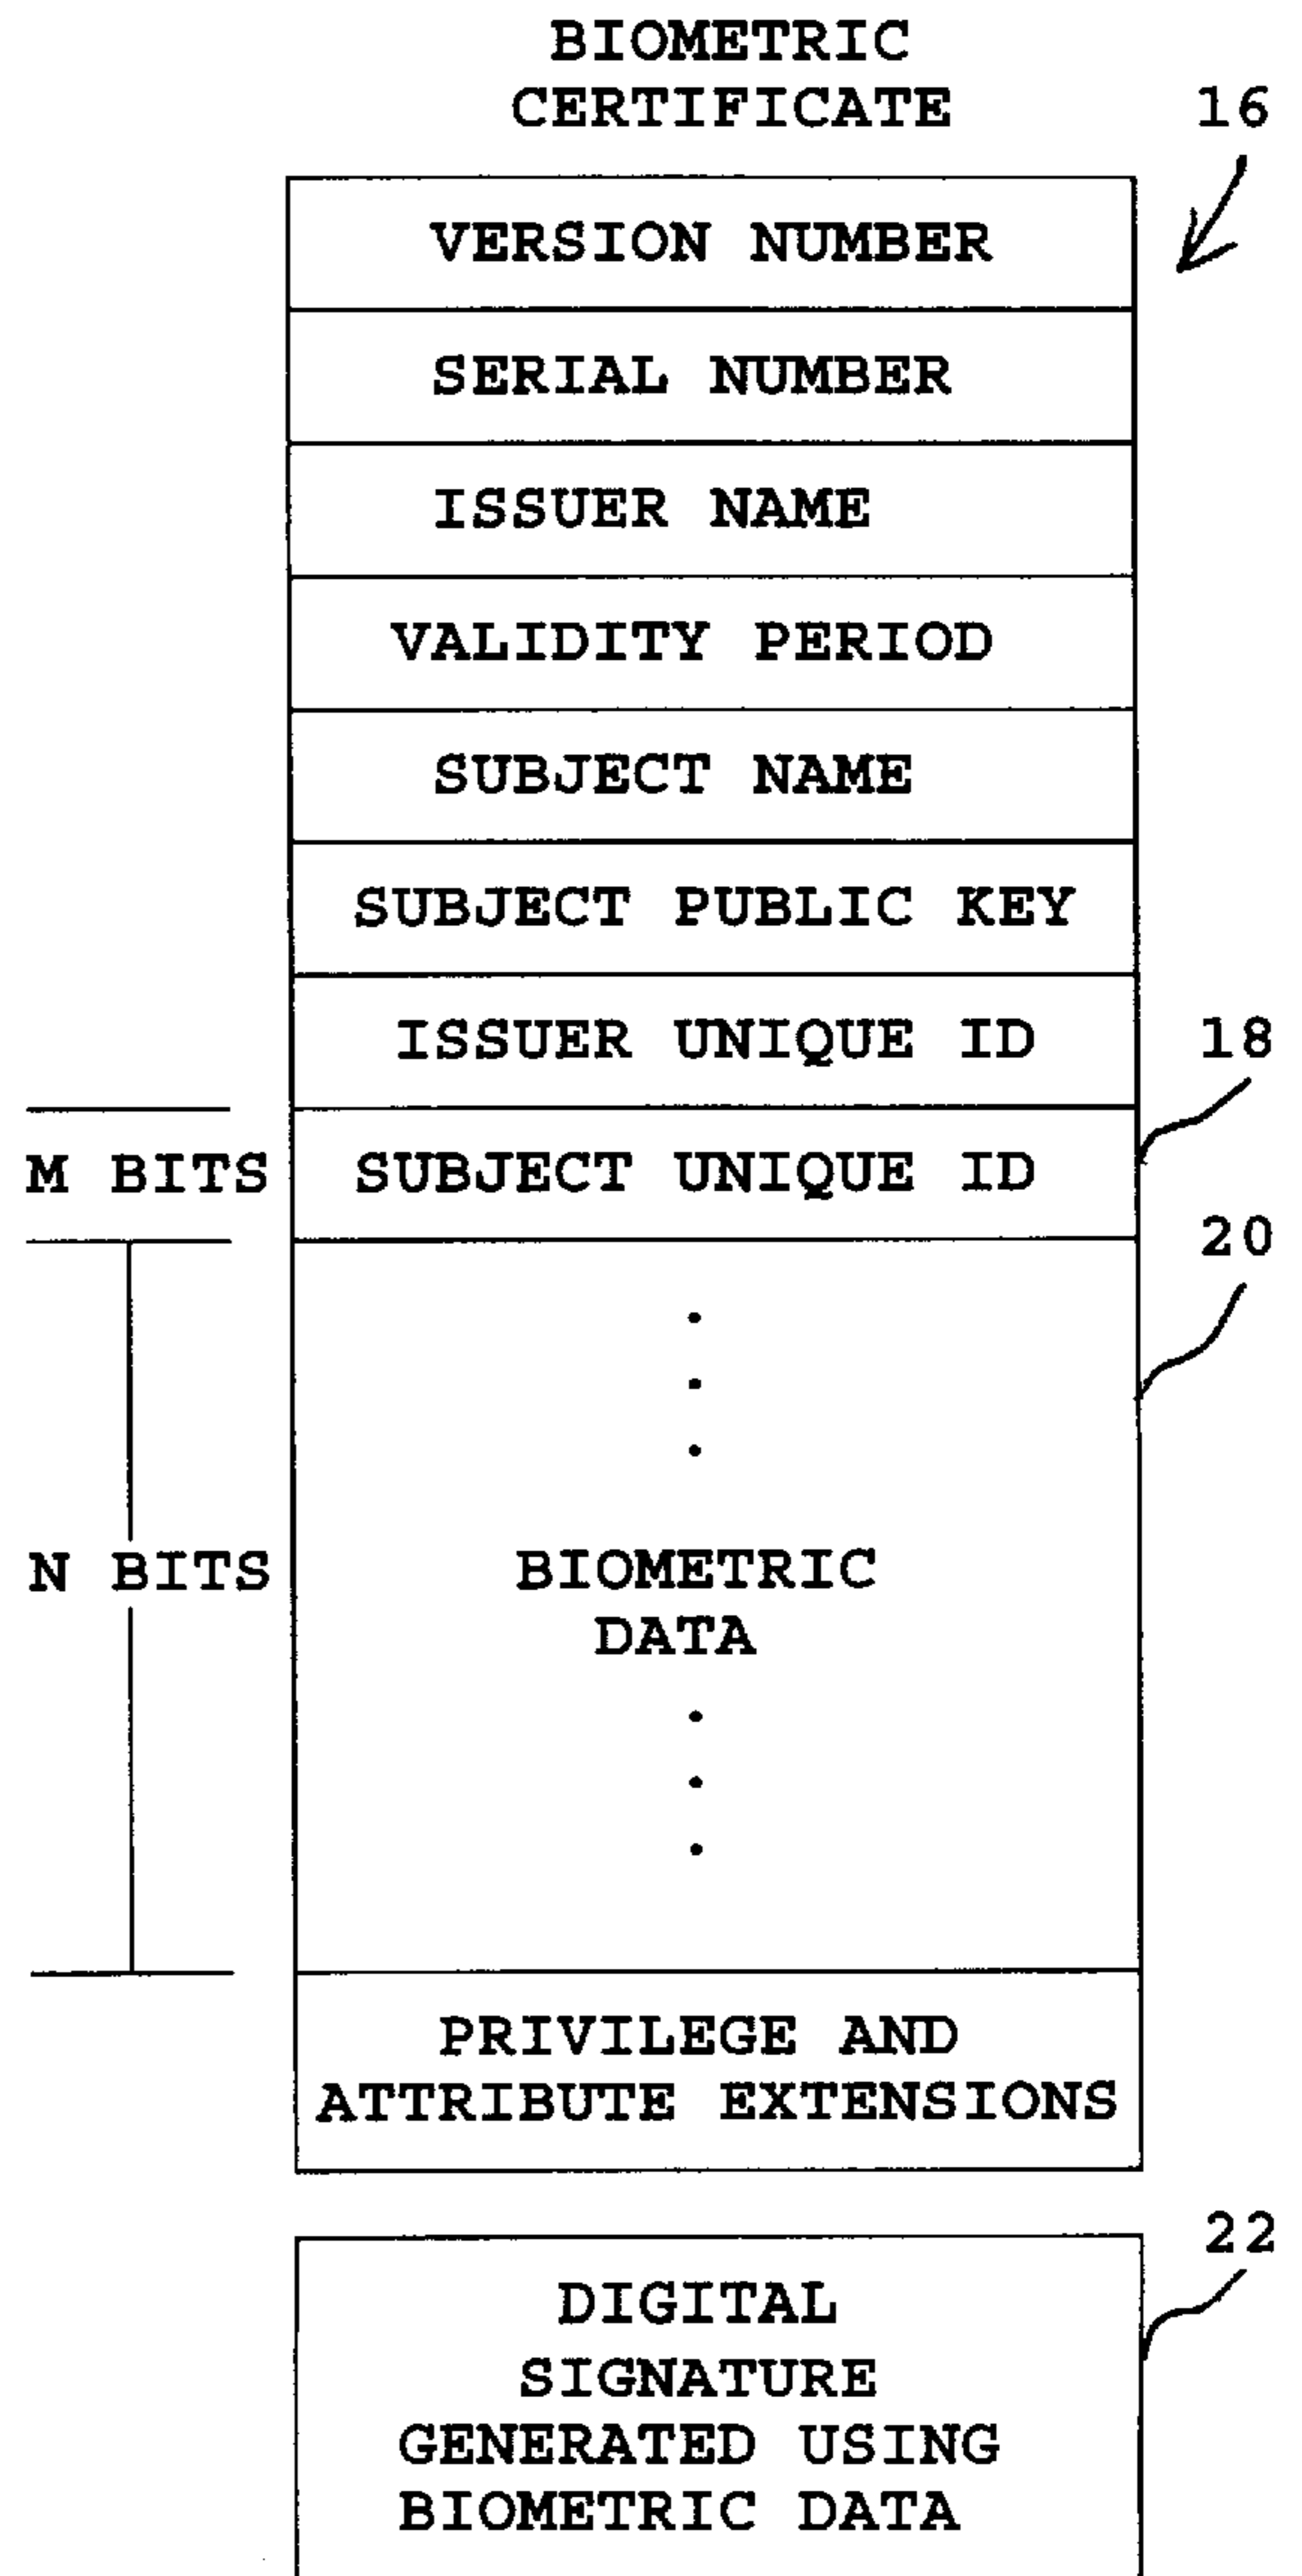 BIOMETRIC
CERTIFICATE
16
VERSION NUMBER
SERIAL NUMBER
ISSUER NAME
VALIDITY PERIOD
SUBJECT NAME
SUBJECT PUBLIC KEY
ISSUER UNIQUE ID
18
M BITS
SUBJECT UNIQUE ID
20
N BITS
BIOMETRIC
DATA
PRIVILEGE AND
ATTRIBUTE EXTENSIONS
22
DIGITAL
SIGNATURE
GENERATED USING
BIOMETRIC DATA